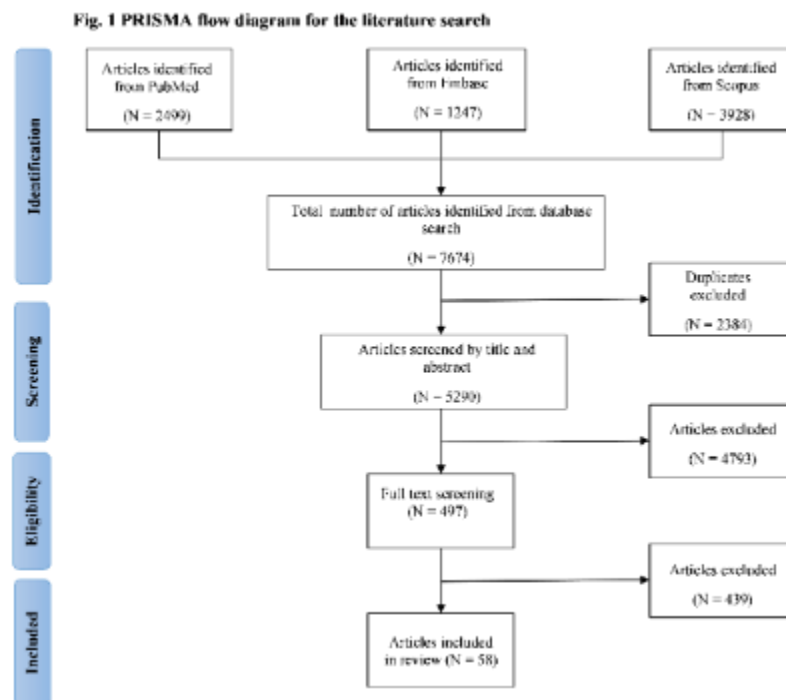 Fig. 1 PRISMA flow diagram for the literature search
Identification
Articles identified
from PubMed
(N = 2499)
Articles identified
from Embase
(N = 1247)
Articles identified
from Scopus
(N = 3928)
Total number of articles identified from database
search
(N = 7674)
Duplicates
excluded
(N = 2384)
Screening
Articles screened by title and
abstract
(N = 5290)
Articles excluded
(N = 4793)
Eligibility
Full text screening
(N = 497)
Articles excluded
(N = 439)
Included
Articles included
in review (N = 58)